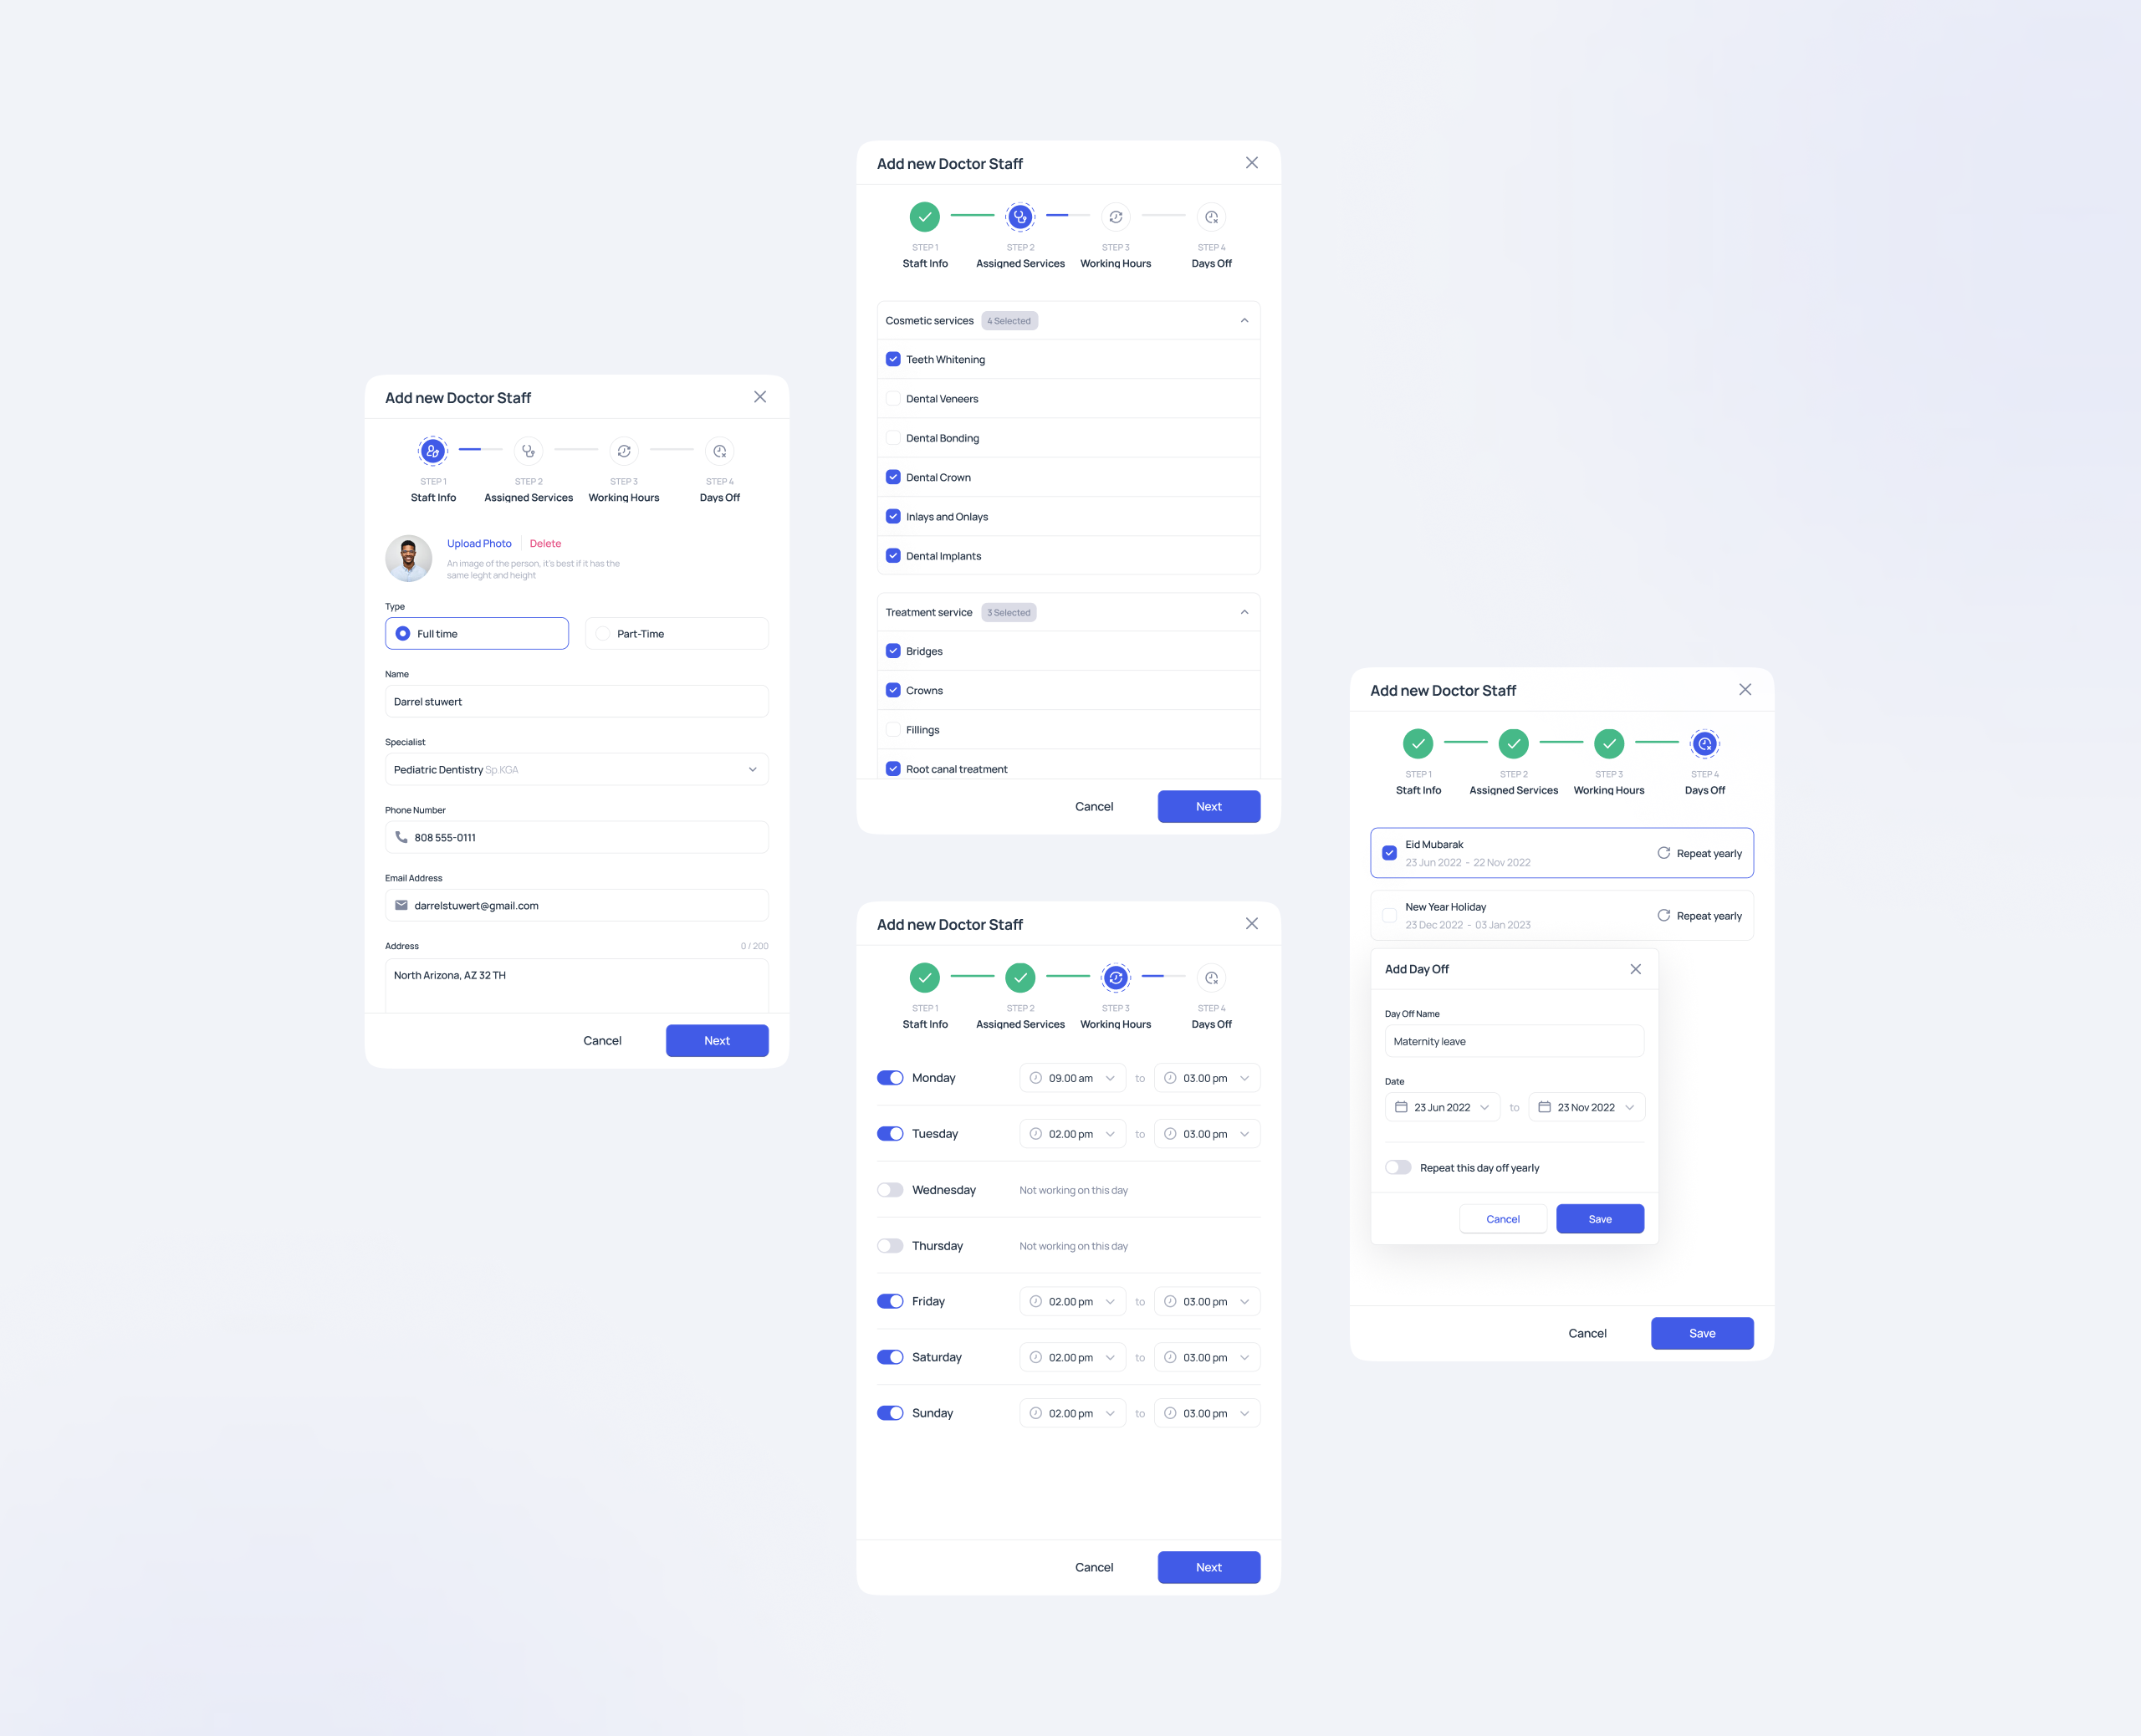 Add new Doctor Staff
STEP 1 STEP 2 STEP 3 STEP 4
Staft Info Assigned Services Working Hours Days Off
Upload Photo Delete
An image of the person, it's best if it has the
same leght and height
Type
Full time Part-Time
Name
Darrel stuwert
Specialist
Pediatric Dentistry Sp.KGA
Phone Number
808 555-0111
Email Address
darrelstuwert@gmail.com
Address 0 / 200
North Arizona, AZ 32 TH
Cancel Next
Add new Doctor Staff
STEP 1 STEP 2 STEP 3 STEP 4
Staft Info Assigned Services Working Hours Days Off
Cosmetic services 4 Selected
Teeth Whitening
Dental Veneers
Dental Bonding
Dental Crown
Inlays and Onlays
Dental Implants
Treatment service 3 Selected
Bridges
Crowns
Fillings
Root canal treatment
Cancel Next
Add new Doctor Staff
STEP 1 STEP 2 STEP 3 STEP 4
Staft Info Assigned Services Working Hours Days Off
Monday 09.00 am to 03.00 pm
Tuesday 02.00 pm to 03.00 pm
Wednesday Not working on this day
Thursday Not working on this day
Friday 02.00 pm to 03.00 pm
Saturday 02.00 pm to 03.00 pm
Sunday 02.00 pm to 03.00 pm
Cancel Next
Add new Doctor Staff
STEP 1 STEP 2 STEP 3 STEP 4
Staft Info Assigned Services Working Hours Days Off
Eid Mubarak
23 Jun 2022 - 22 Nov 2022
Repeat yearly
New Year Holiday
23 Dec 2022 - 03 Jan 2023
Repeat yearly
Add Day Off
Day Off Name
Maternity leave
Date
23 Jun 2022 to 23 Nov 2022
Repeat this day off yearly
Cancel Save
Cancel Save